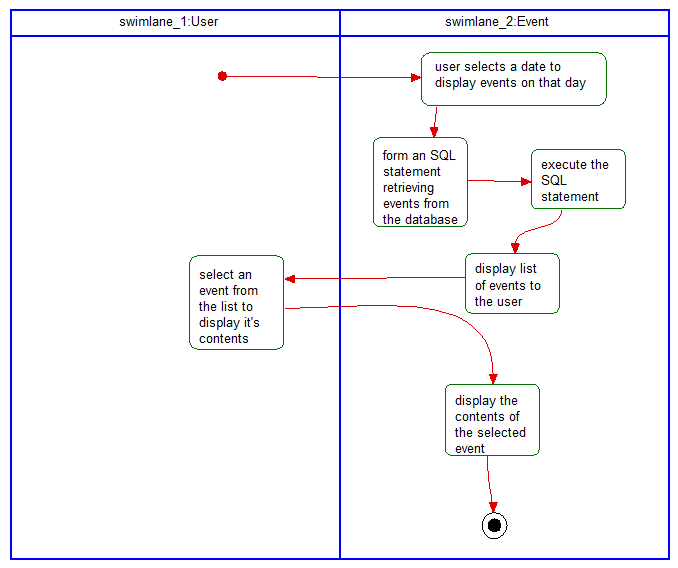 swimlane_1:User
swimlane_2:Event
user selects a date to
display events on that day
form an SQL
statement
retrieving
events from
the database
execute the
SQL
statement
display list
of events to
the user
select an
event from
the list to
display it's
contents
display the
contents of
the selected
event